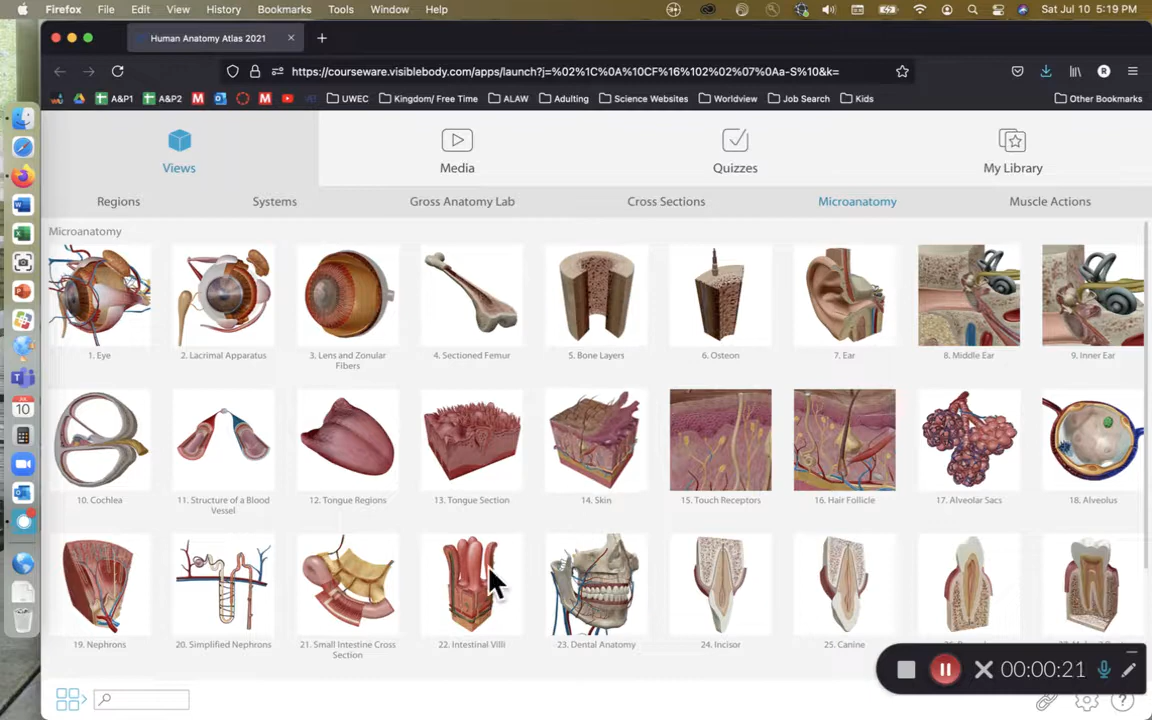 Firefox File Edit View History Bookmarks Tools Window Help Sat Jul 10 5:19 PM
Human Anatomy Atlas 2021
https://courseware.visiblebody.com/apps/launch?j=%02%1C%0A%10CF%16%102%02%07%0Aa-S%10&k=
A&P1 A&P2 UWEC Kingdom/ Free Time ALAW Adulting Science Websites Worldview Job Search Kids Other Bookmarks
Views Media Quizzes My Library
Regions Systems Gross Anatomy Lab Cross Sections Microanatomy Muscle Actions
Microanatomy
1. Eye 2. Lacrimal Apparatus 3. Lens and Zonular Fibers 4. Sectioned Femur 5. Bone Layers 6. Osteon 7. Ear 8. Middle Ear 9. Inner Ear
10. Cochlea 11. Structure of a Blood Vessel 12. Tongue Regions 13. Tongue Section 14. Skin 15. Touch Receptors 16. Hair Follicle 17. Alveolar Sacs 18. Alveolus
19. Nephrons 20. Simplified Nephrons 21. Small Intestine Cross Section 22. Intestinal Villi 23. Dental Anatomy 24. Incisor 25. Canine
00:00:21